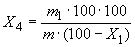 X₄ = m₁ · 100 · 100 / m · (100 − X₁)